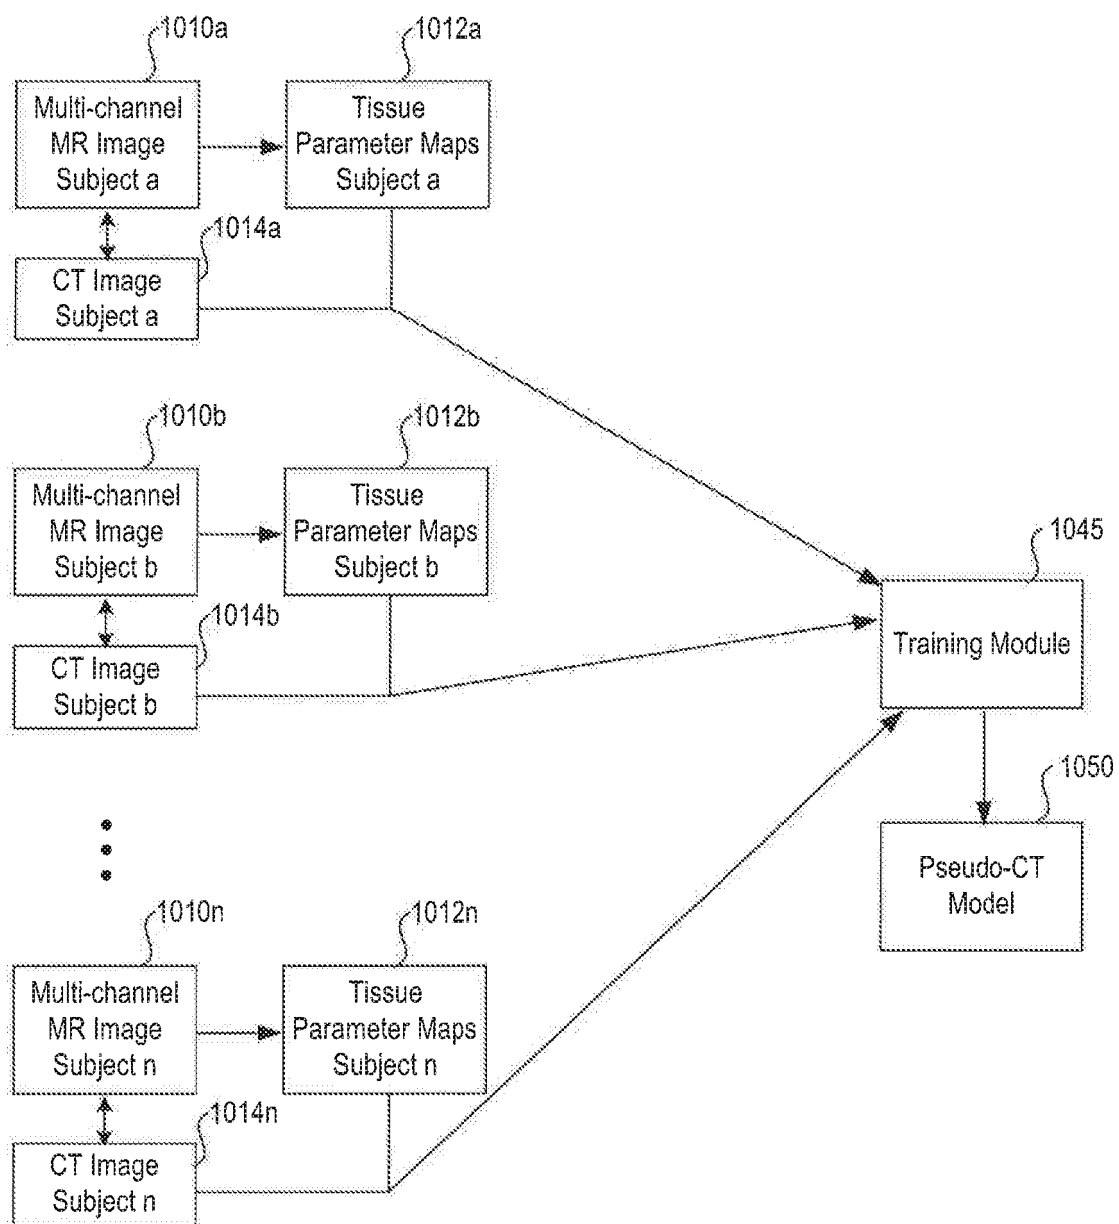 1010a
1012a
Multi-channel
MR Image
Subject a
Tissue
Parameter Maps
Subject a
1014a
CT Image
Subject a
1010b
1012b
Multi-channel
MR Image
Subject b
Tissue
Parameter Maps
Subject b
1045
1014b
Training Module
CT Image
Subject b
1050
Pseudo-CT
Model
1010n
1012n
Multi-channel
MR Image
Subject n
Tissue
Parameter Maps
Subject n
1014n
CT Image
Subject n